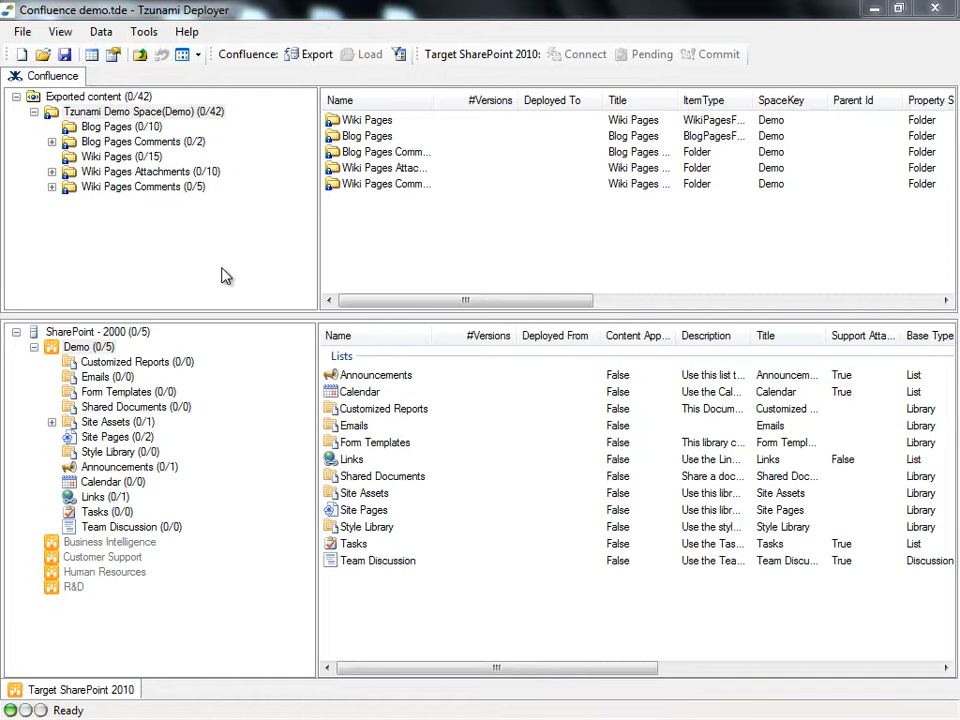 Confluence demo.tde - Tzunami Deployer
File View Data Tools Help
Confluence: Export Load Target SharePoint 2010: Connect Pending Commit
Confluence
Exported content (0/42)
Tzunami Demo Space(Demo) (0/42)
Blog Pages (0/10)
Blog Pages Comments (0/2)
Wiki Pages (0/15)
Wiki Pages Attachments (0/10)
Wiki Pages Comments (0/5)
Name #Versions Deployed To Title ItemType SpaceKey Parent Id Property S
Wiki Pages Wiki Pages WikiPagesF... Demo Folder
Blog Pages Blog Pages BlogPagesF... Demo Folder
Blog Pages Comm... Blog Pages ... Folder Demo Folder
Wiki Pages Attac... Wiki Pages ... Folder Demo Folder
Wiki Pages Comm... Wiki Pages ... Folder Demo Folder
SharePoint - 2000 (0/5)
Demo (0/5)
Customized Reports (0/0)
Emails (0/0)
Form Templates (0/0)
Shared Documents (0/0)
Site Assets (0/1)
Site Pages (0/2)
Style Library (0/0)
Announcements (0/1)
Calendar (0/0)
Links (0/1)
Tasks (0/0)
Team Discussion (0/0)
Business Intelligence
Customer Support
Human Resources
R&D
Name #Versions Deployed From Content App... Description Title Support Atta... Base Type
Lists
Announcements False Use this list t... Announcem... True List
Calendar False Use the Cal... Calendar True List
Customized Reports False This Docum... Customized ... Library
Emails False Emails Library
Form Templates False This library c... Form Templ... Library
Links False Use the Lin... Links False List
Shared Documents False Share a doc... Shared Doc... Library
Site Assets False Use this libr... Site Assets Library
Site Pages False Use this libr... Site Pages Library
Style Library False Use the styl... Style Library Library
Tasks False Use the Tas... Tasks True List
Team Discussion False Use the Tea... Team Discu... True Discussion
Target SharePoint 2010
Ready